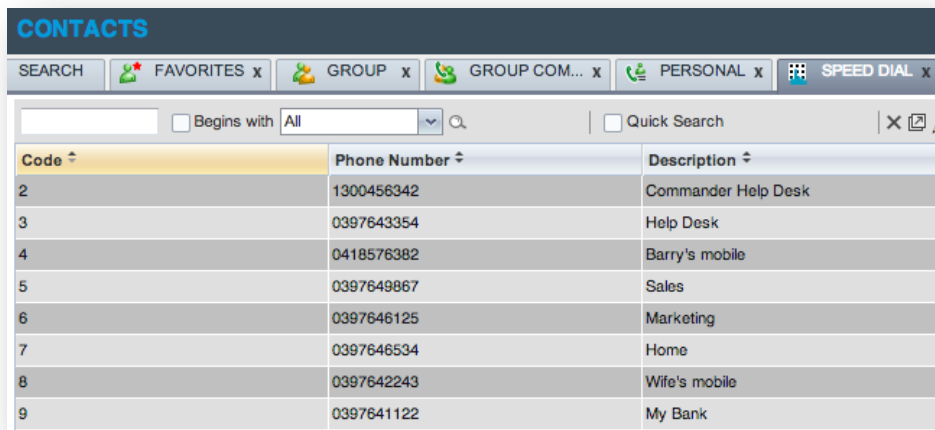 CONTACTS
SEARCH FAVORITES x GROUP x GROUP COM... x PERSONAL x SPEED DIAL x
Begins with All Quick Search
Code Phone Number Description
2 1300456342 Commander Help Desk
3 0397643354 Help Desk
4 0418576382 Barry's mobile
5 0397649867 Sales
6 0397646125 Marketing
7 0397646534 Home
8 0397642243 Wife's mobile
9 0397641122 My Bank